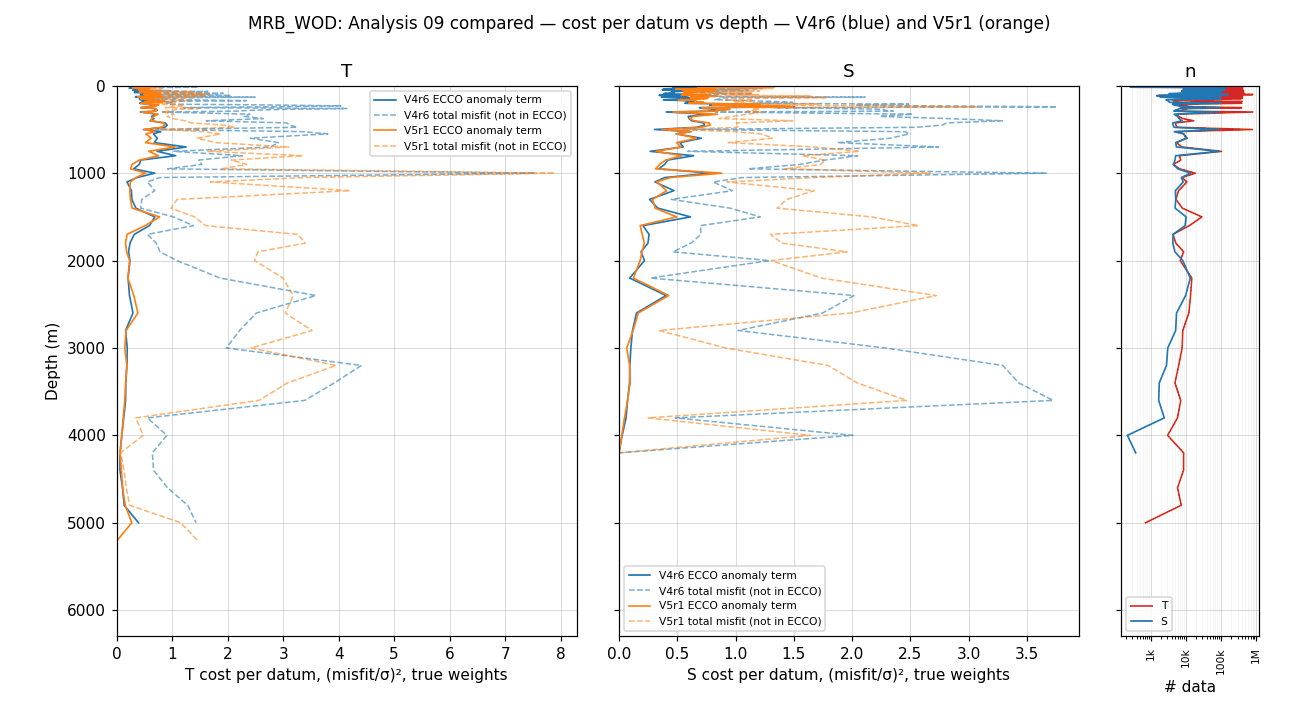 MRB_WOD: Analysis 09 compared — cost per datum vs depth — V4r6 (blue) and V5r1 (orange)
T
S
n
V4r6 ECCO anomaly term
V4r6 total misfit (not in ECCO)
V5r1 ECCO anomaly term
V5r1 total misfit (not in ECCO)
0
1000
2000
3000
4000
5000
6000
Depth (m)
0
1
2
3
4
5
6
7
8
T cost per datum, (misfit/σ)², true weights
V4r6 ECCO anomaly term
V4r6 total misfit (not in ECCO)
V5r1 ECCO anomaly term
V5r1 total misfit (not in ECCO)
0.0
0.5
1.0
1.5
2.0
2.5
3.0
3.5
S cost per datum, (misfit/σ)², true weights
T
S
1k
10k
100k
1M
# data